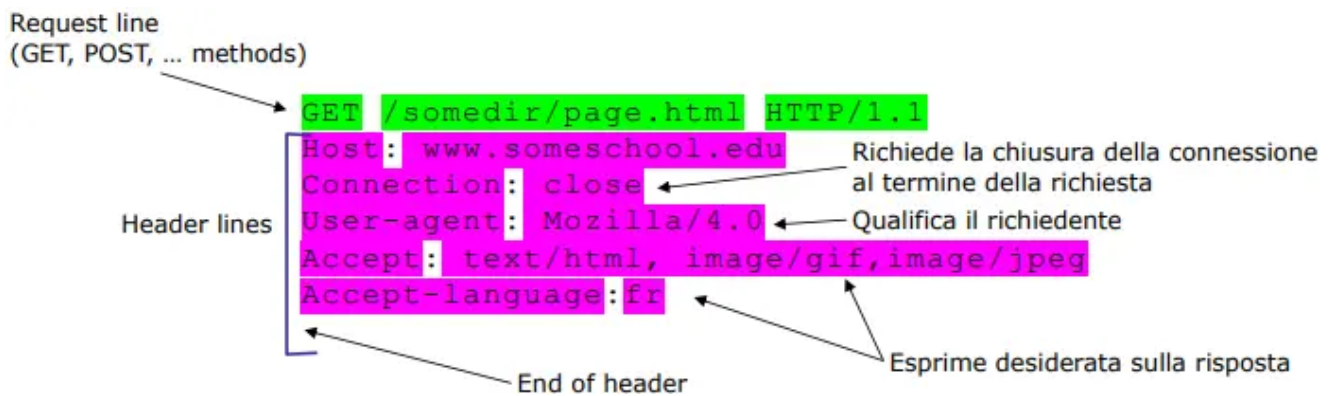 Request line
(GET, POST, … methods)
GET /somedir/page.html HTTP/1.1
Host: www.someschool.edu
Connection: close
User-agent: Mozilla/4.0
Accept: text/html, image/gif,image/jpeg
Accept-language:fr
Header lines
Richiede la chiusura della connessione
al termine della richiesta
Qualifica il richiedente
Esprime desiderata sulla risposta
End of header